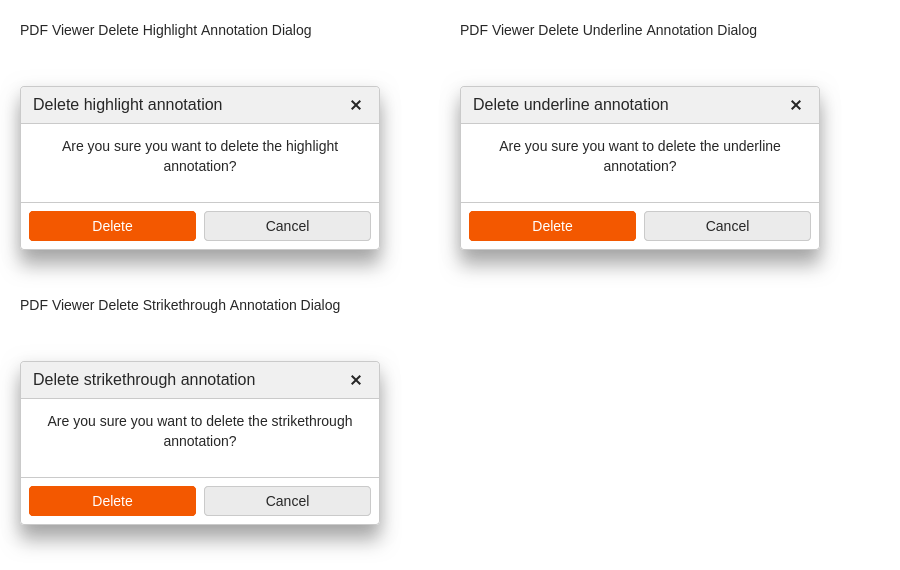 PDF Viewer Delete Highlight Annotation Dialog
Delete highlight annotation
Are you sure you want to delete the highlight
annotation?
Delete
Cancel
PDF Viewer Delete Underline Annotation Dialog
Delete underline annotation
Are you sure you want to delete the underline
annotation?
Delete
Cancel
PDF Viewer Delete Strikethrough Annotation Dialog
Delete strikethrough annotation
Are you sure you want to delete the strikethrough
annotation?
Delete
Cancel